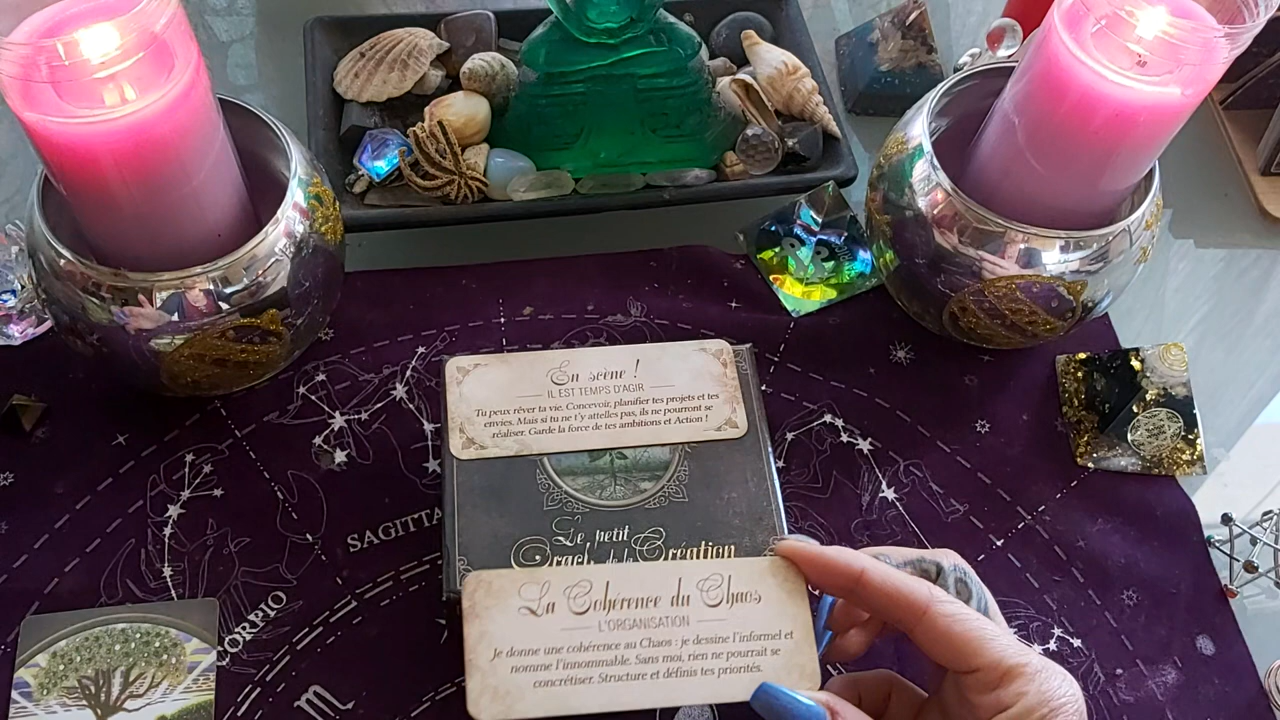 En scène !
IL EST TEMPS D'AGIR
Tu peux rêver ta vie. Concevoir, planifier tes projets et tes
envies. Mais si tu ne t'y attelles pas, ils ne pourront se
réaliser. Garde la force de tes ambitions et Action !
Le petit
Oracle de la Création
La Cohérence du Chaos
L'ORGANISATION
Je donne une cohérence au Chaos : je dessine l'informel et
nomme l'innommable. Sans moi, rien ne pourrait se
concrétiser. Structure et définis tes priorités.
SAGITTA
CORPIO